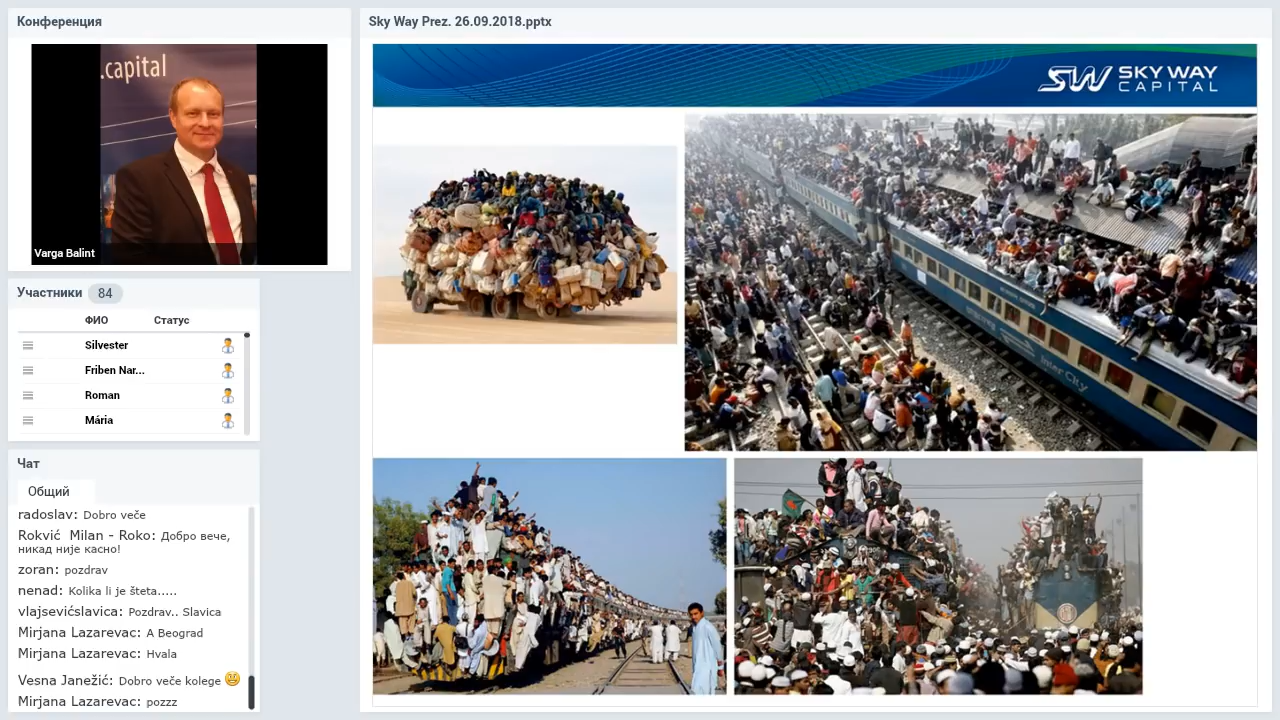 Конференция
.capital
Varga Balint
Участники 84
ФИО Статус
Silvester
Friben Nar...
Roman
Mária
Чат
Общий
radoslav: Dobro veče
Rokvić Milan - Roko: Добро вече,
никад није касно!
zoran: pozdrav
nenad: Kolika li je šteta.....
vlajsevićslavica: Pozdrav.. Slavica
Mirjana Lazarevac: A Beograd
Mirjana Lazarevac: Hvala
Vesna Janežić: Dobro veče kolege
Mirjana Lazarevac: pozzz
Sky Way Prez. 26.09.2018.pptx
SW SKY WAY
CAPITAL
Inter City